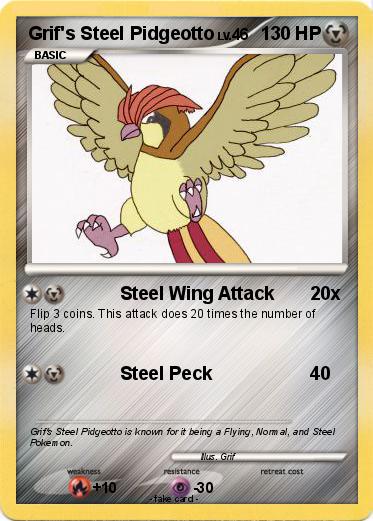 Grif's Steel Pidgeotto LV.46 130 HP
BASIC
Steel Wing Attack 20x
Flip 3 coins. This attack does 20 times the number of
heads.
Steel Peck 40
Grif's Steel Pidgeotto is known for it being a Flying, Normal, and Steel
Pokemon.
Illus. Grif
weakness resistance retreat cost
+10 -30
- fake card -